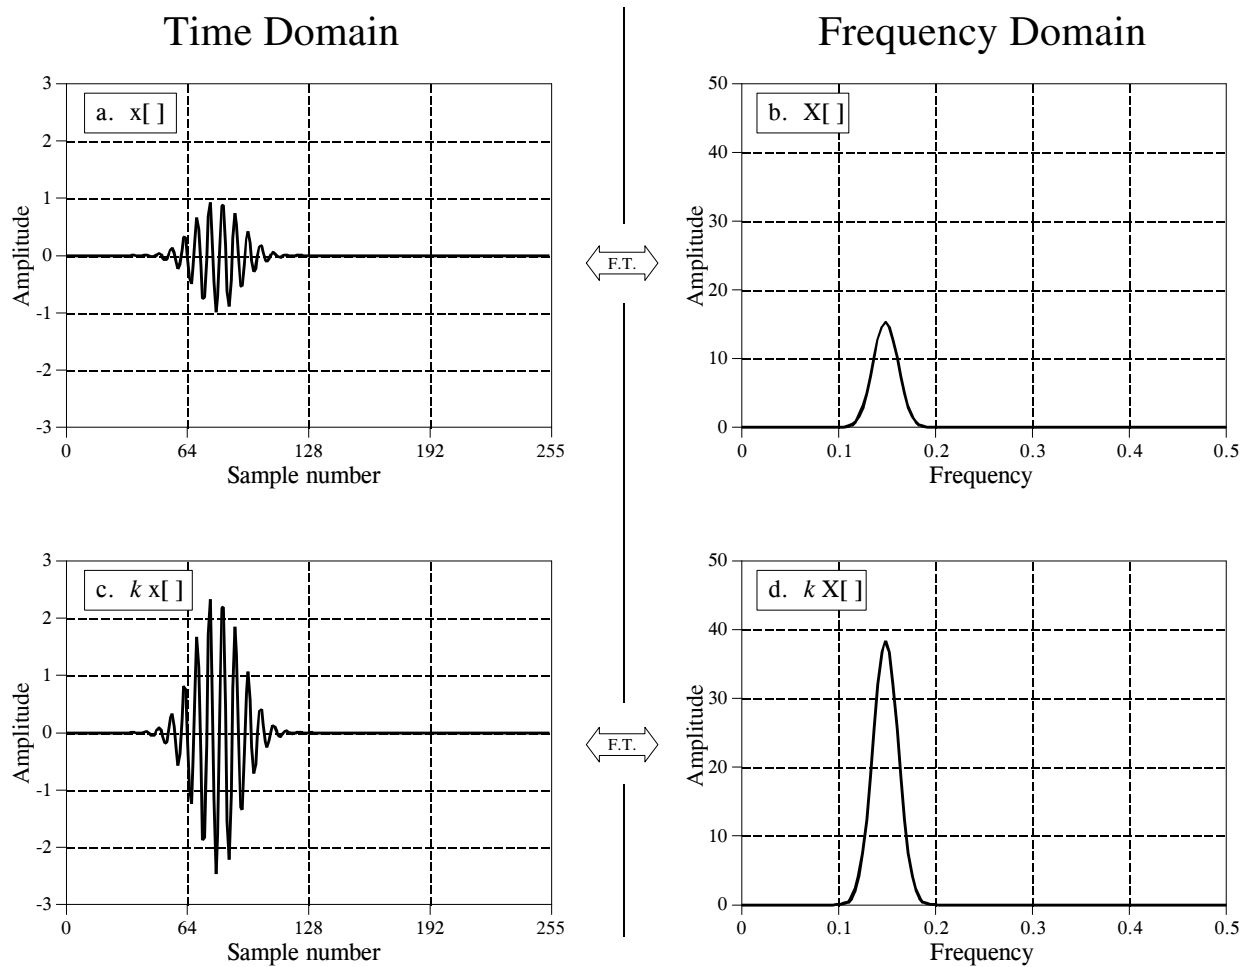 Time Domain
Frequency Domain
3
2
1
0
-1
-2
-3
Amplitude
a. x[ ]
0 64 128 192 255
Sample number
F.T.
50
40
30
20
10
0
Amplitude
b. X[ ]
0 0.1 0.2 0.3 0.4 0.5
Frequency
3
2
1
0
-1
-2
-3
Amplitude
c. k x[ ]
0 64 128 192 255
Sample number
F.T.
50
40
30
20
10
0
Amplitude
d. k X[ ]
0 0.1 0.2 0.3 0.4 0.5
Frequency